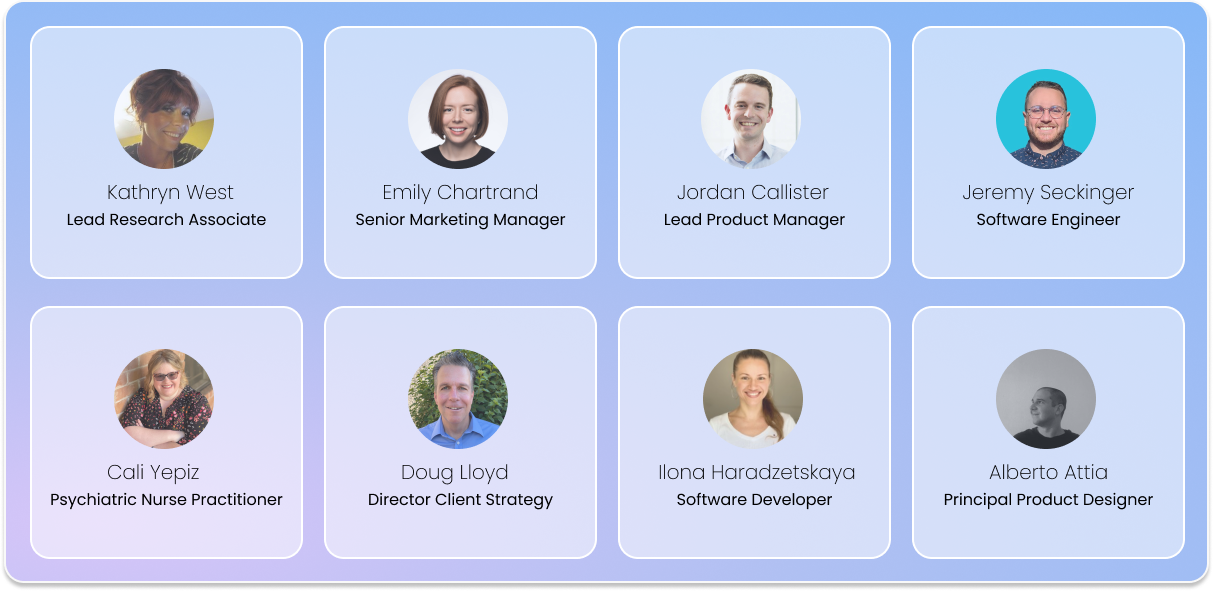 Kathryn West
Lead Research Associate
Emily Chartrand
Senior Marketing Manager
Jordan Callister
Lead Product Manager
Jeremy Seckinger
Software Engineer
Cali Yepiz
Psychiatric Nurse Practitioner
Doug Lloyd
Director Client Strategy
Ilona Haradzetskaya
Software Developer
Alberto Attia
Principal Product Designer